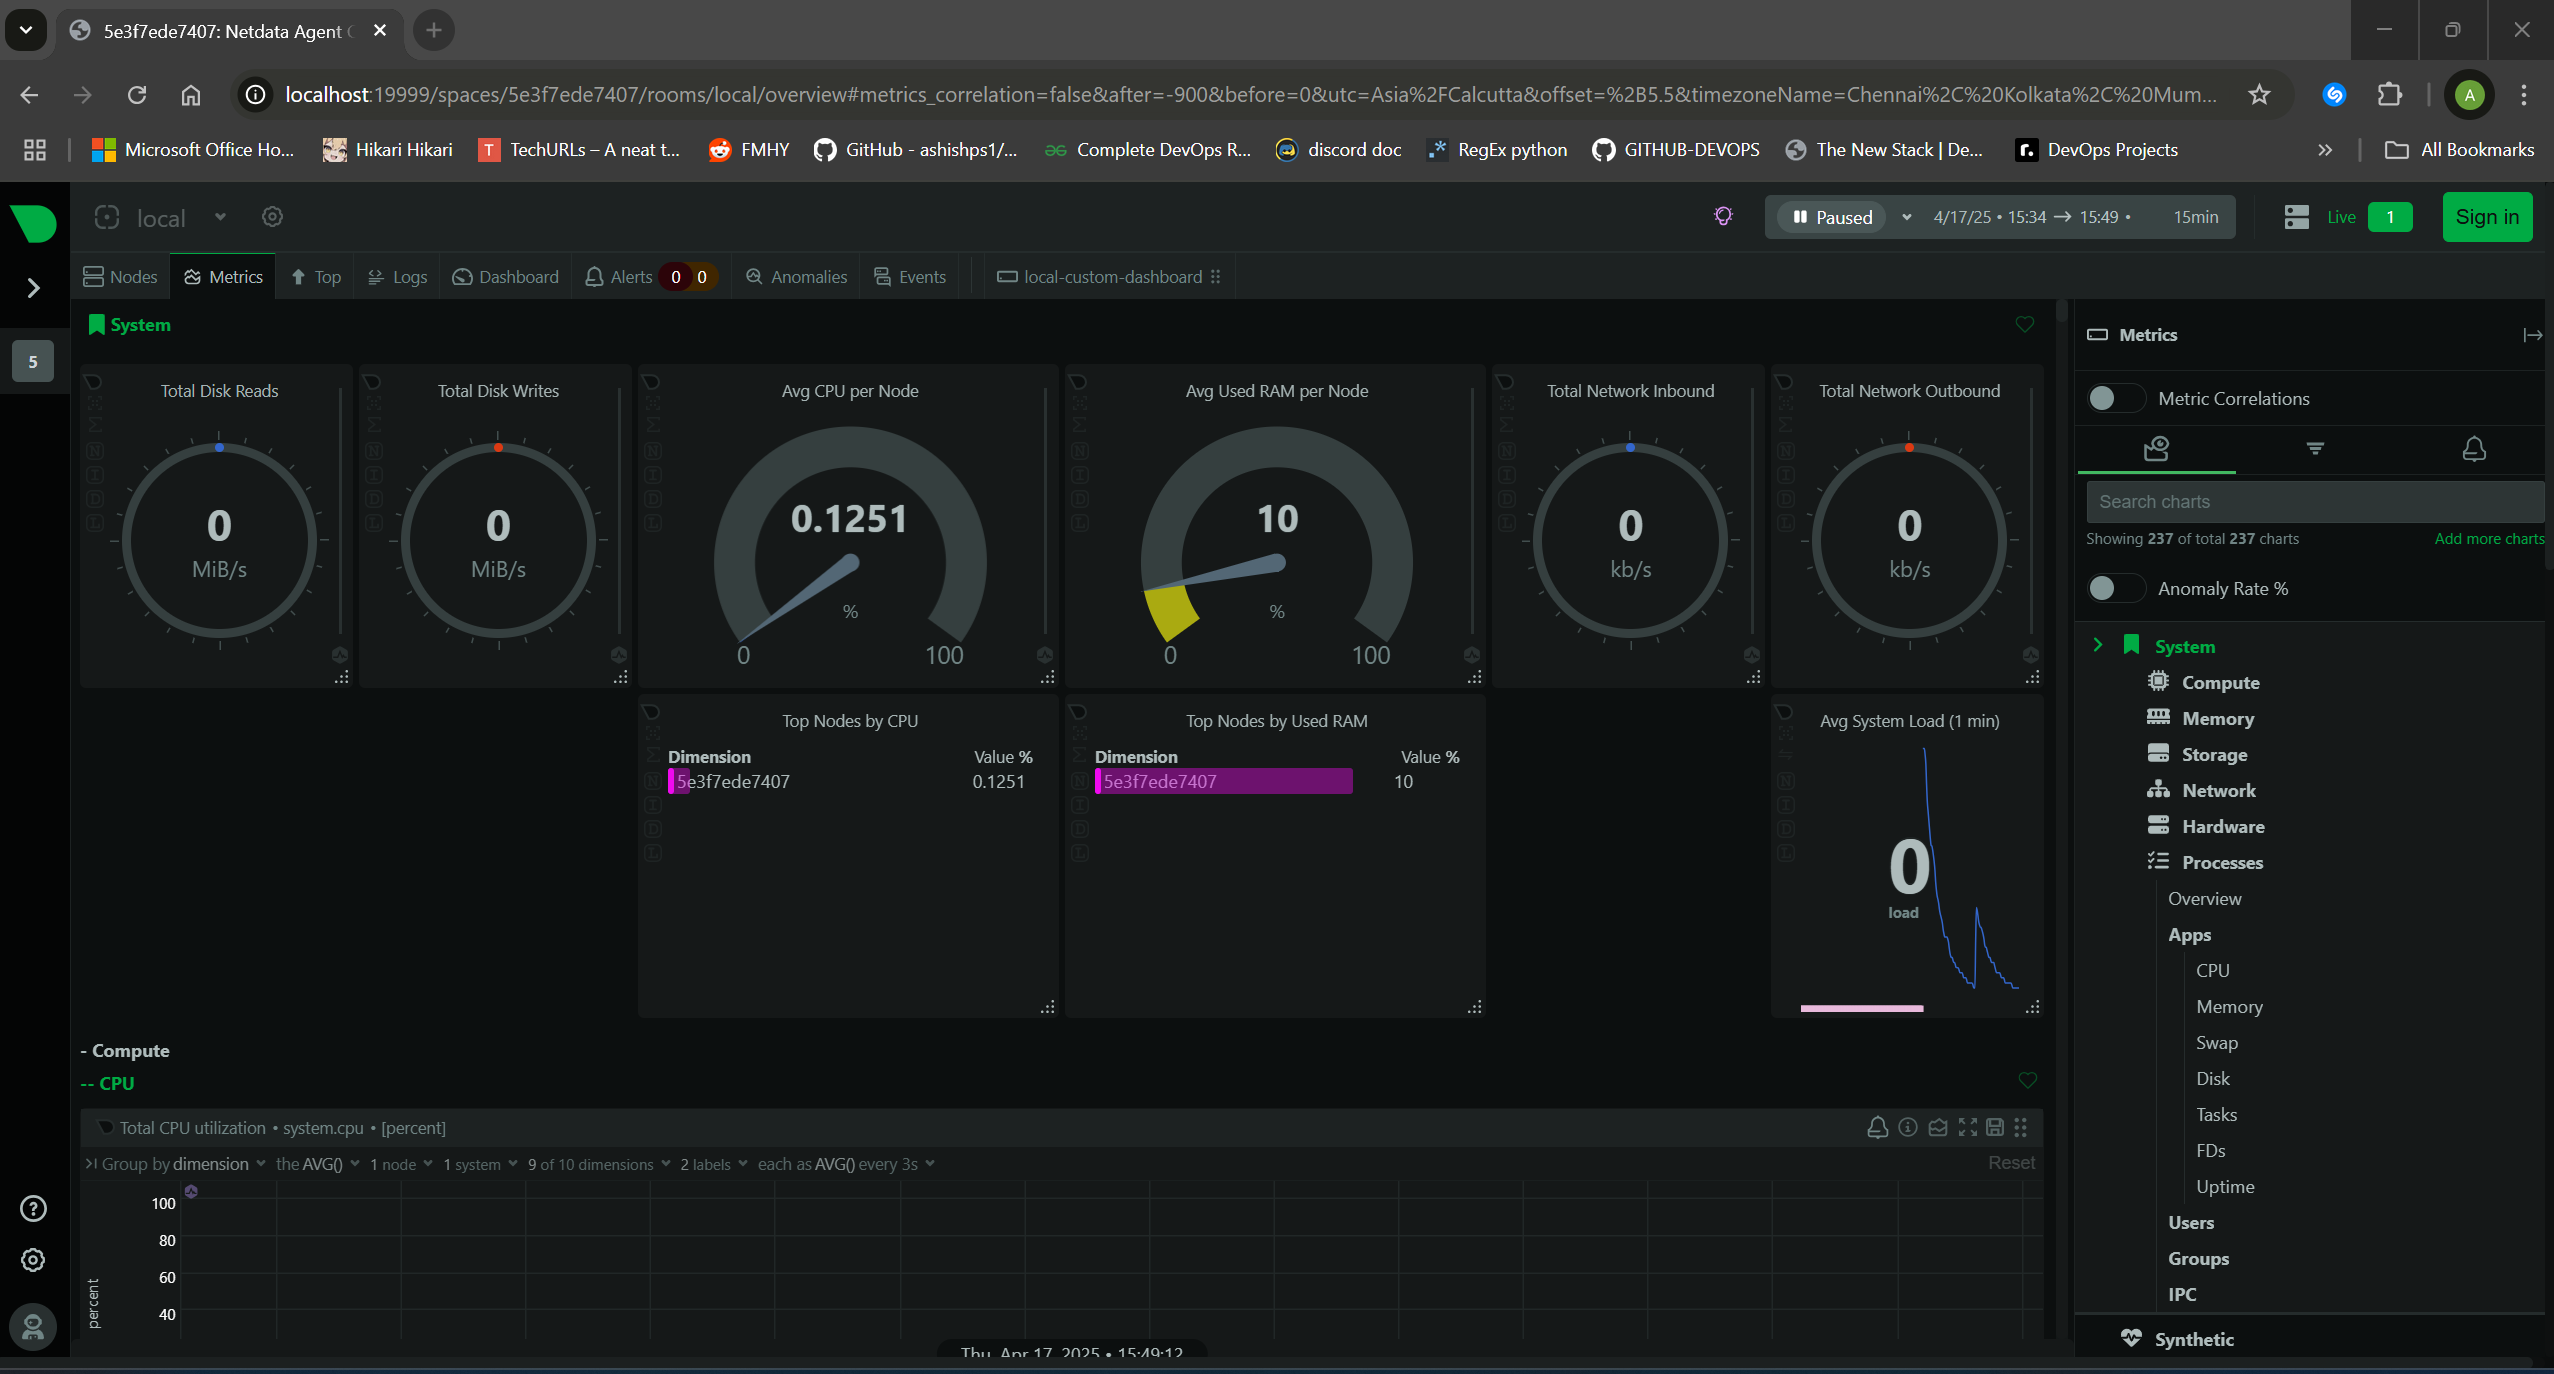 5e3f7ede7407: Netdata Agent
localhost:19999/spaces/5e3f7ede7407/rooms/local/overview#metrics_correlation=false&after=-900&before=0&utc=Asia%2FCalcutta&offset=%2B5.5&timezoneName=Chennai%2C%20Kolkata%2C%20Mum...
A
Microsoft Office Ho...
Hikari Hikari
T TechURLs – A neat t...
FMHY
GitHub - ashishps1/...
Complete DevOps R...
discord doc
RegEx python
GITHUB-DEVOPS
The New Stack | De...
r. DevOps Projects
»
All Bookmarks
local
Paused
4/17/25 • 15:34 → 15:49 •
15min
Live
1
Sign in
Nodes
Metrics
Top
Logs
Dashboard
Alerts 0 0
Anomalies
Events
local-custom-dashboard
5
System
Total Disk Reads
0
MiB/s
Total Disk Writes
0
MiB/s
Avg CPU per Node
0.1251
%
0 100
Avg Used RAM per Node
10
%
0 100
Total Network Inbound
0
kb/s
Total Network Outbound
0
kb/s
N
I
D
L
N
I
D
L
N
I
D
L
N
I
D
L
N
I
D
L
N
I
D
L
Top Nodes by CPU
Dimension Value %
5e3f7ede7407 0.1251
N
I
D
L
Top Nodes by Used RAM
Dimension Value %
5e3f7ede7407 10
N
I
D
L
Avg System Load (1 min)
0
load
N
I
D
L
- Compute
-- CPU
Total CPU utilization • system.cpu • [percent]
Group by dimension the AVG() 1 node 1 system 9 of 10 dimensions 2 labels each as AVG() every 3s
Reset
100
80
60
40
percent
Thu, Apr 17, 2025 • 15:49:12
Metrics
Metric Correlations
Search charts
Showing 237 of total 237 charts
Add more charts
Anomaly Rate %
System
Compute
Memory
Storage
Network
Hardware
Processes
Overview
Apps
CPU
Memory
Swap
Disk
Tasks
FDs
Uptime
Users
Groups
IPC
Synthetic